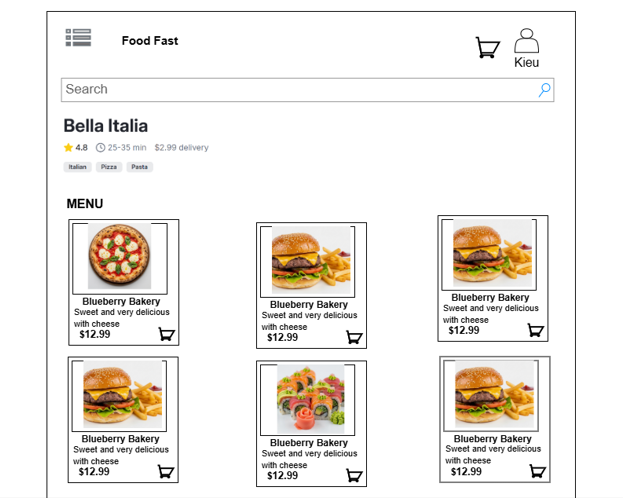 Food Fast
Kieu
Search
Bella Italia
4.8 25-35 min $2.99 delivery
Italian Pizza Pasta
MENU
Blueberry Bakery
Sweet and very delicious
with cheese
$12.99
Blueberry Bakery
Sweet and very delicious
with cheese
$12.99
Blueberry Bakery
Sweet and very delicious
with cheese
$12.99
Blueberry Bakery
Sweet and very delicious
with cheese
$12.99
Blueberry Bakery
Sweet and very delicious
with cheese
$12.99
Blueberry Bakery
Sweet and very delicious
with cheese
$12.99